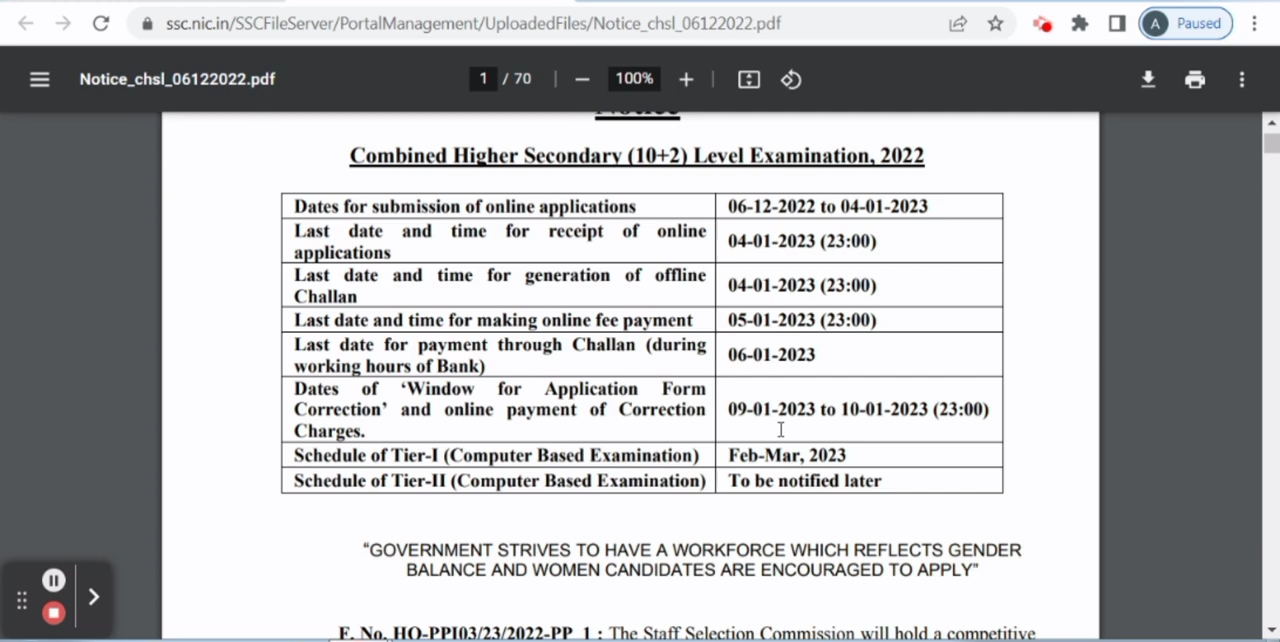 ssc.nic.in/SSCFileServer/PortalManagement/UploadedFiles/Notice_chsl_06122022.pdf
A Paused
Notice_chsl_06122022.pdf
1 / 70
100%
Notice
Combined Higher Secondary (10+2) Level Examination, 2022
Dates for submission of online applications 06-12-2022 to 04-01-2023
Last date and time for receipt of online
applications 04-01-2023 (23:00)
Last date and time for generation of offline
Challan 04-01-2023 (23:00)
Last date and time for making online fee payment 05-01-2023 (23:00)
Last date for payment through Challan (during
working hours of Bank) 06-01-2023
Dates of ‘Window for Application Form
Correction’ and online payment of Correction 09-01-2023 to 10-01-2023 (23:00)
Charges.
Schedule of Tier-I (Computer Based Examination) Feb-Mar, 2023
Schedule of Tier-II (Computer Based Examination) To be notified later
“GOVERNMENT STRIVES TO HAVE A WORKFORCE WHICH REFLECTS GENDER
BALANCE AND WOMEN CANDIDATES ARE ENCOURAGED TO APPLY”
F. No. HO-PPI03/23/2022-PP_1 : The Staff Selection Commission will hold a competitive